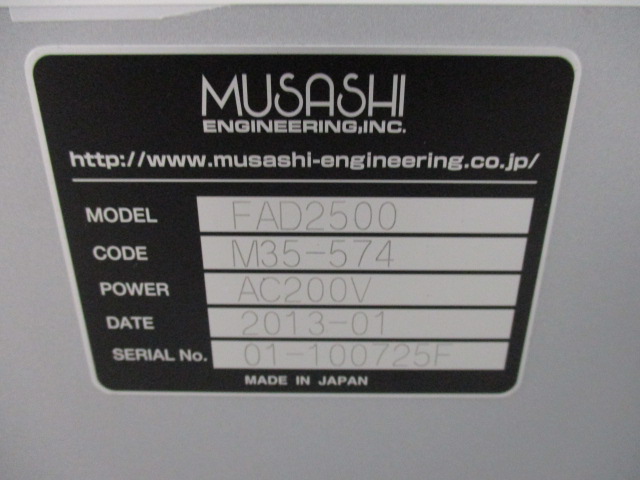 MUSASHI
ENGINEERING,INC.
http://www.musashi-engineering.co.jp/
MODEL FAD2500
CODE M35-574
POWER AC200V
DATE 2013-01
SERIAL No. 01-100725F
MADE IN JAPAN